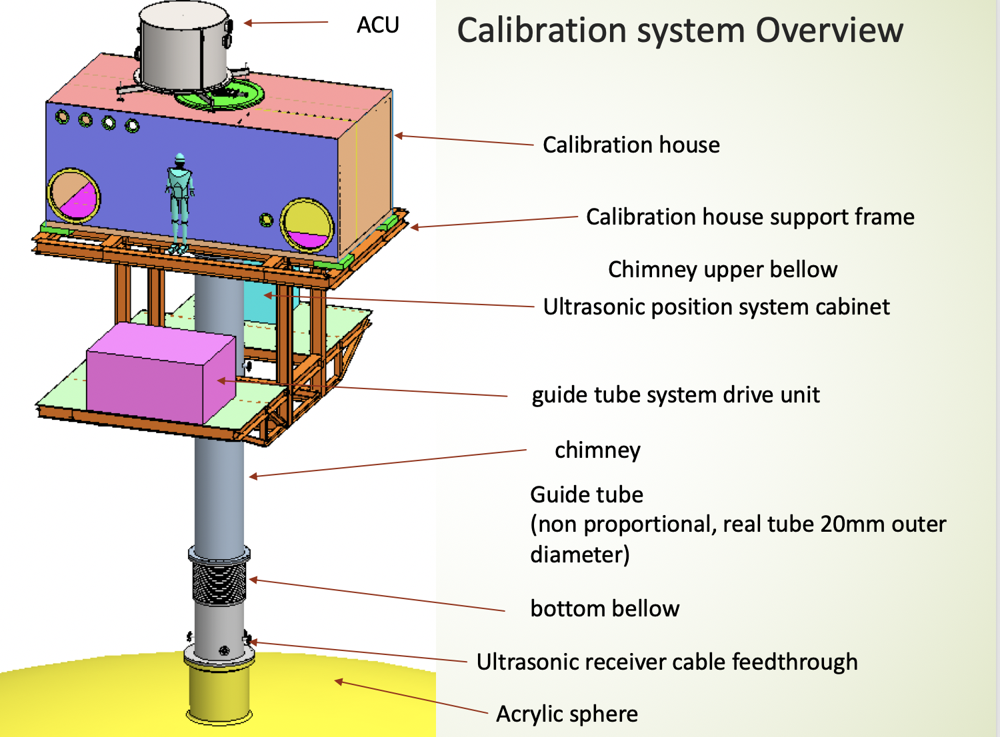 ACU
Calibration system Overview
Calibration house
Calibration house support frame
Chimney upper bellow
Ultrasonic position system cabinet
guide tube system drive unit
chimney
Guide tube
(non proportional, real tube 20mm outer
diameter)
bottom bellow
Ultrasonic receiver cable feedthrough
Acrylic sphere